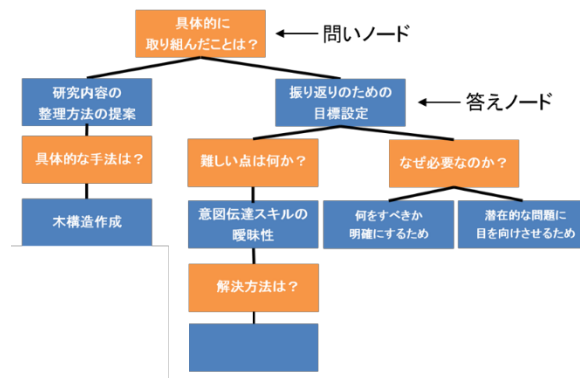 具体的に
取り組んだことは？
問いノード
研究内容の
整理方法の提案
振り返りのための
目標設定
答えノード
具体的な手法は？
難しい点は何か？
なぜ必要なのか？
木構造作成
意図伝達スキルの
曖昧性
何をすべきか
明確にするため
潜在的な問題に
目を向けさせるため
解決方法は？